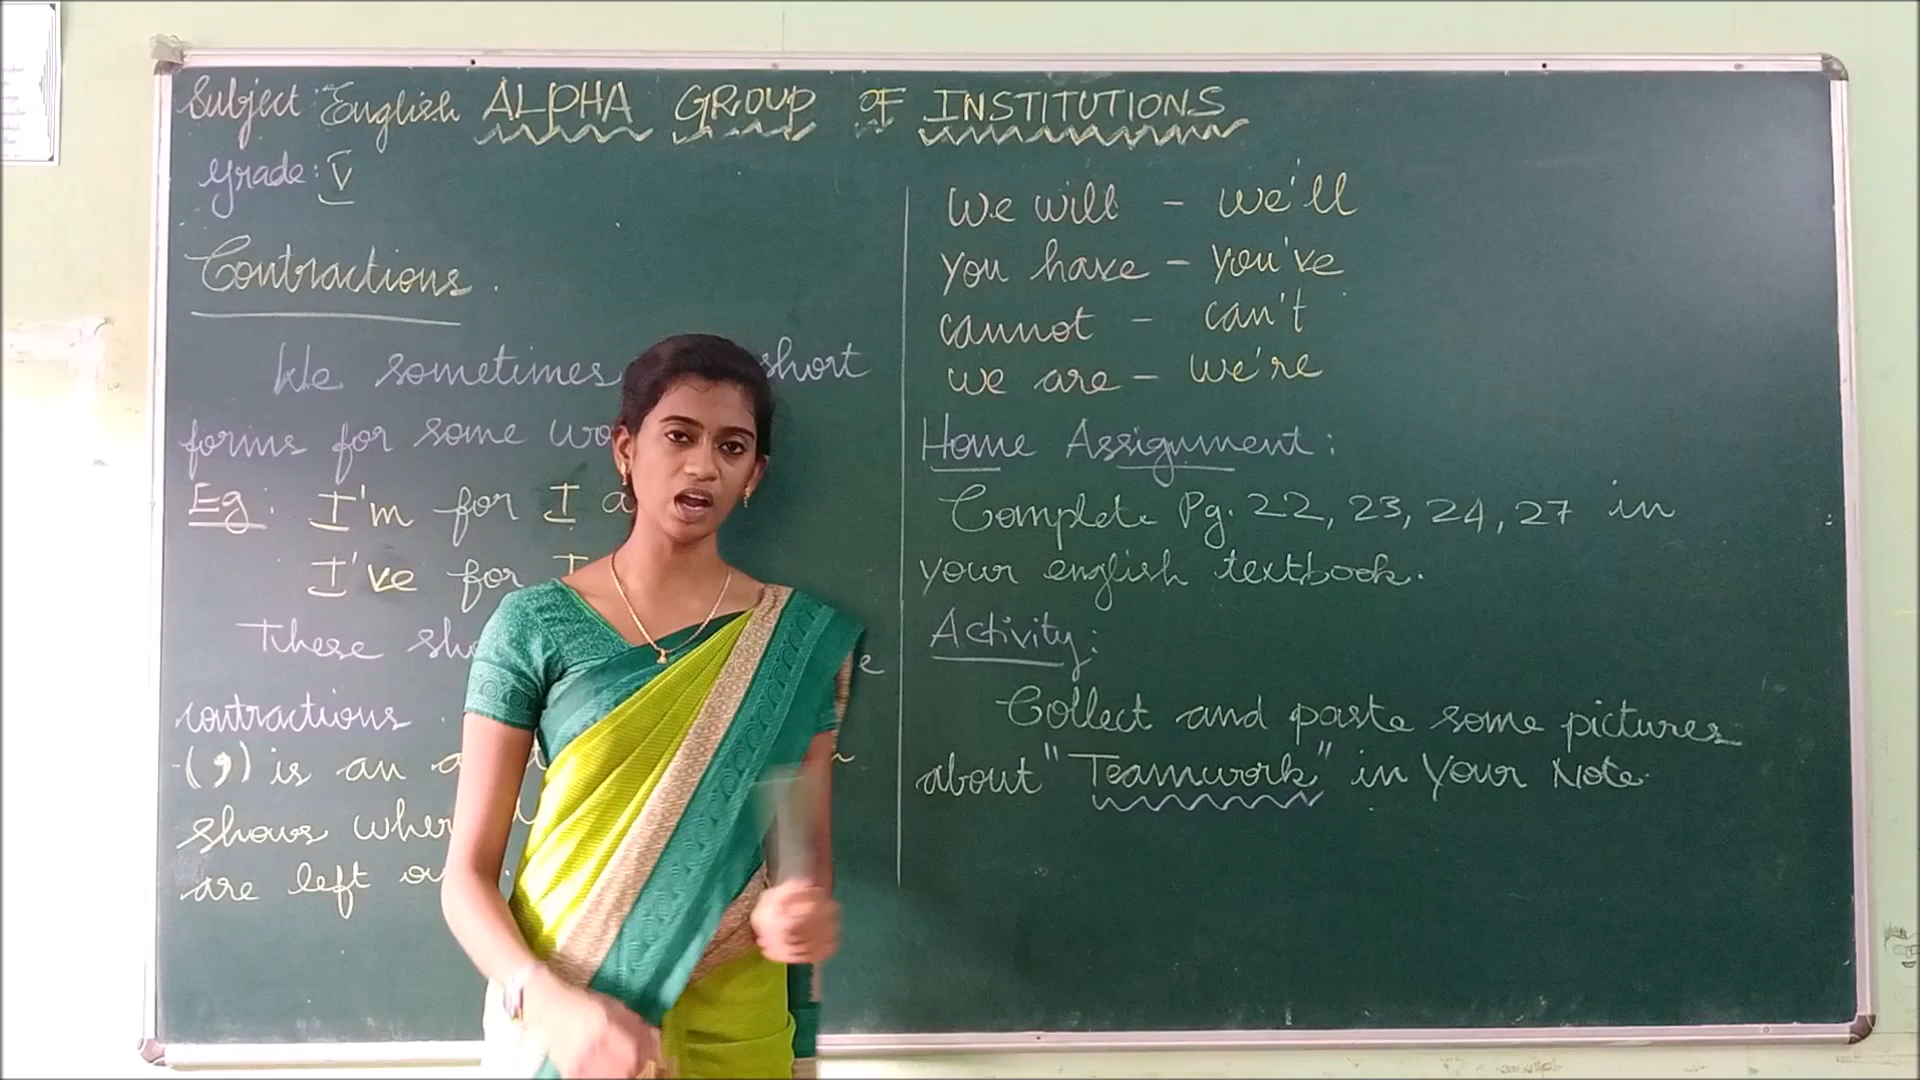 Subject: English ALPHA GROUP OF INSTITUTIONS
Grade: V
Contractions.
We sometimes short
forms for some
Eg: I'm for I
I've for I
These
contractions.
(,) is an
shows
are left
We will - we'll
you have - you've
cannot - can't
we are - we're
Home Assignment:
Complete Pg. 22, 23, 24, 27 in
your english textbook.
Activity:
Collect and paste some pictures
about "Teamwork" in Your Note.